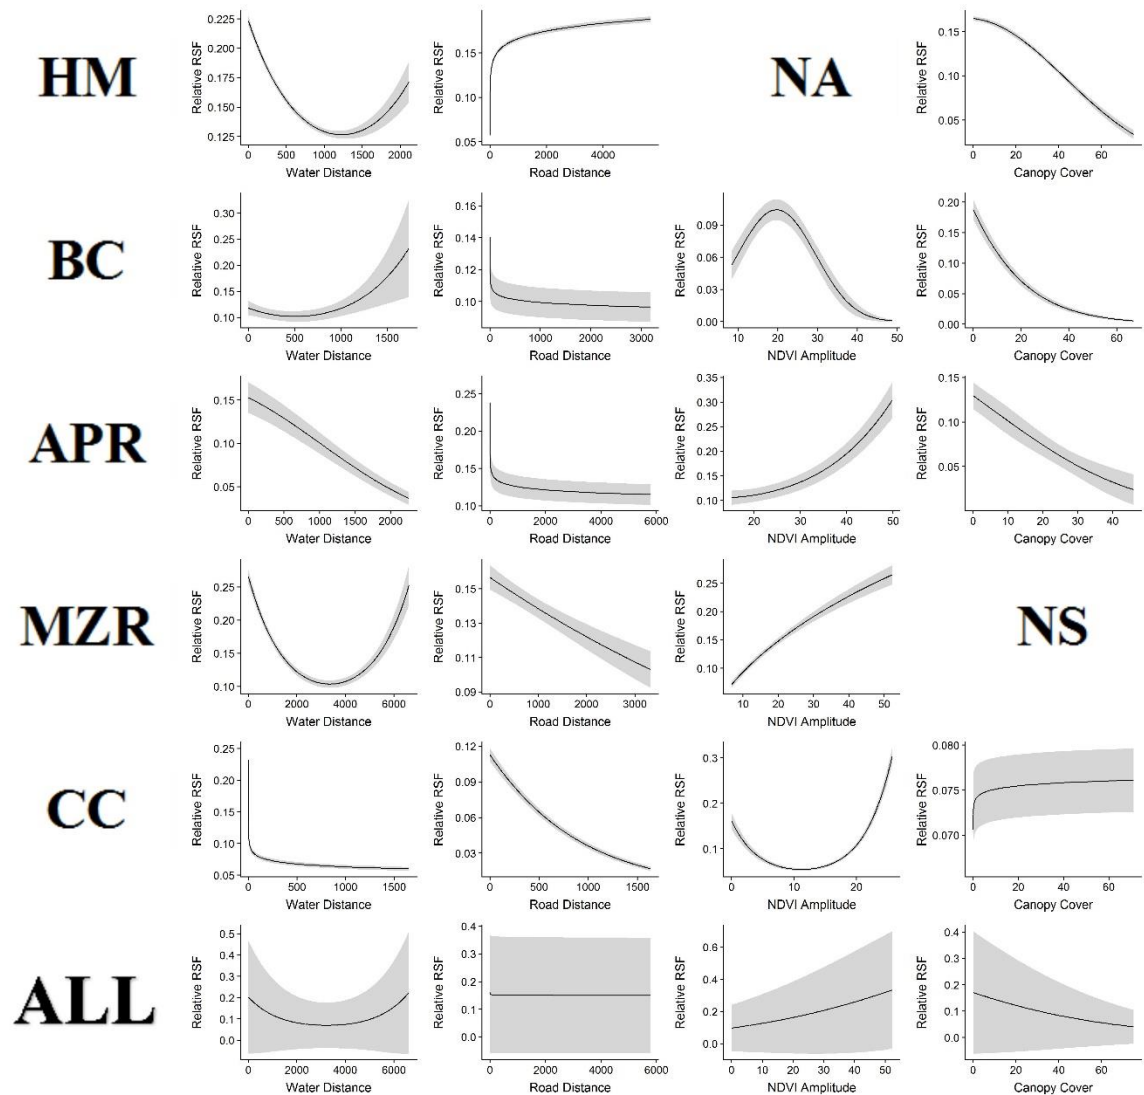 HM
Relative RSF
0.225
0.200
0.175
0.150
0.125
0 500 1000 1500 2000
Water Distance
Relative RSF
0.15
0.10
0.05
0 2000 4000
Road Distance
NA
Relative RSF
0.15
0.10
0.05
0 20 40 60
Canopy Cover
BC
Relative RSF
0.30
0.25
0.20
0.15
0.10
0 500 1000 1500
Water Distance
Relative RSF
0.16
0.14
0.12
0.10
0 1000 2000 3000
Road Distance
Relative RSF
0.09
0.06
0.03
0.00
10 20 30 40 50
NDVI Amplitude
Relative RSF
0.20
0.15
0.10
0.05
0.00
0 20 40 60
Canopy Cover
APR
Relative RSF
0.15
0.10
0.05
0 500 1000 1500 2000
Water Distance
Relative RSF
0.25
0.20
0.15
0.10
0 2000 4000 6000
Road Distance
Relative RSF
0.35
0.30
0.25
0.20
0.15
0.10
20 30 40 50
NDVI Amplitude
Relative RSF
0.15
0.10
0.05
0 10 20 30 40
Canopy Cover
MZR
Relative RSF
0.25
0.20
0.15
0.10
0 2000 4000 6000
Water Distance
Relative RSF
0.15
0.13
0.11
0.09
0 1000 2000 3000
Road Distance
Relative RSF
0.25
0.20
0.15
0.10
10 20 30 40 50
NDVI Amplitude
NS
CC
Relative RSF
0.25
0.20
0.15
0.10
0.05
0 500 1000 1500
Water Distance
Relative RSF
0.12
0.09
0.06
0.03
0 500 1000 1500
Road Distance
Relative RSF
0.3
0.2
0.1
0 10 20
NDVI Amplitude
Relative RSF
0.080
0.075
0.070
0 20 40 60
Canopy Cover
ALL
Relative RSF
0.5
0.4
0.3
0.2
0.1
0.0
0 2000 4000 6000
Water Distance
Relative RSF
0.4
0.3
0.2
0.1
0.0
0 2000 4000 6000
Road Distance
Relative RSF
0.6
0.4
0.2
0.0
0 10 20 30 40 50
NDVI Amplitude
Relative RSF
0.4
0.3
0.2
0.1
0.0
0 20 40 60
Canopy Cover